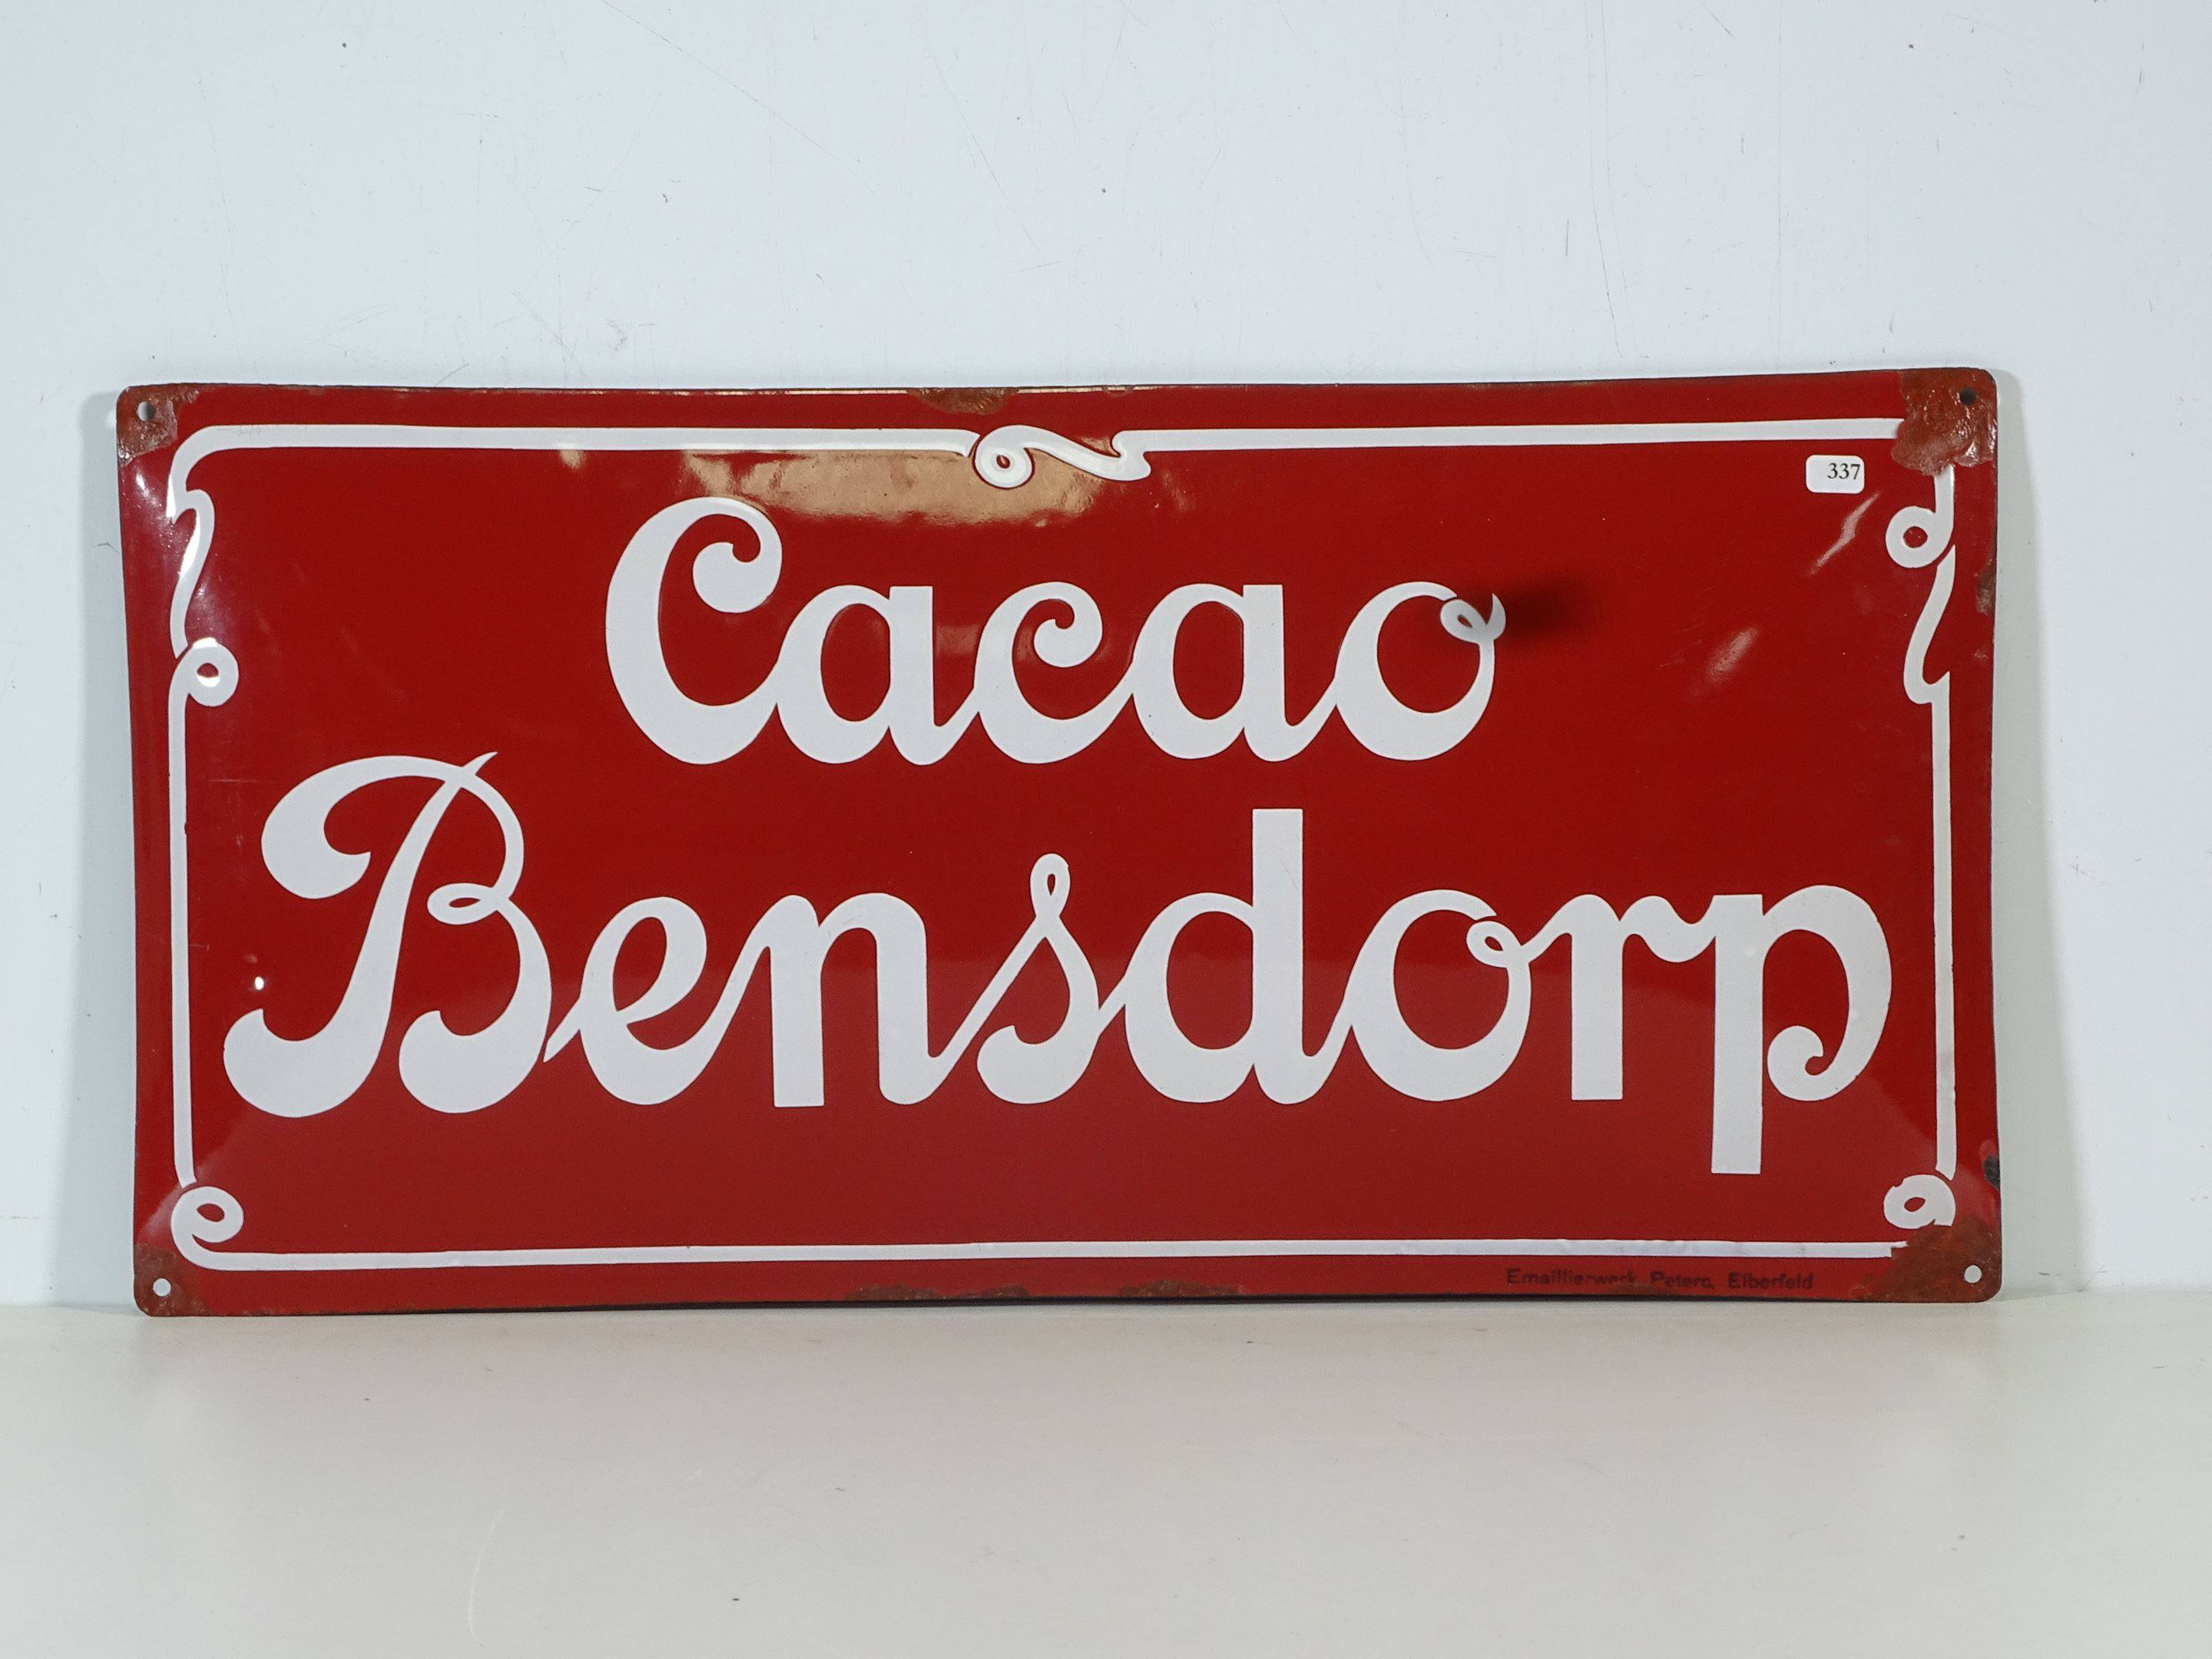 337
Cacao
Bensdorp
Emaillierwerk Peters, Elberfeld